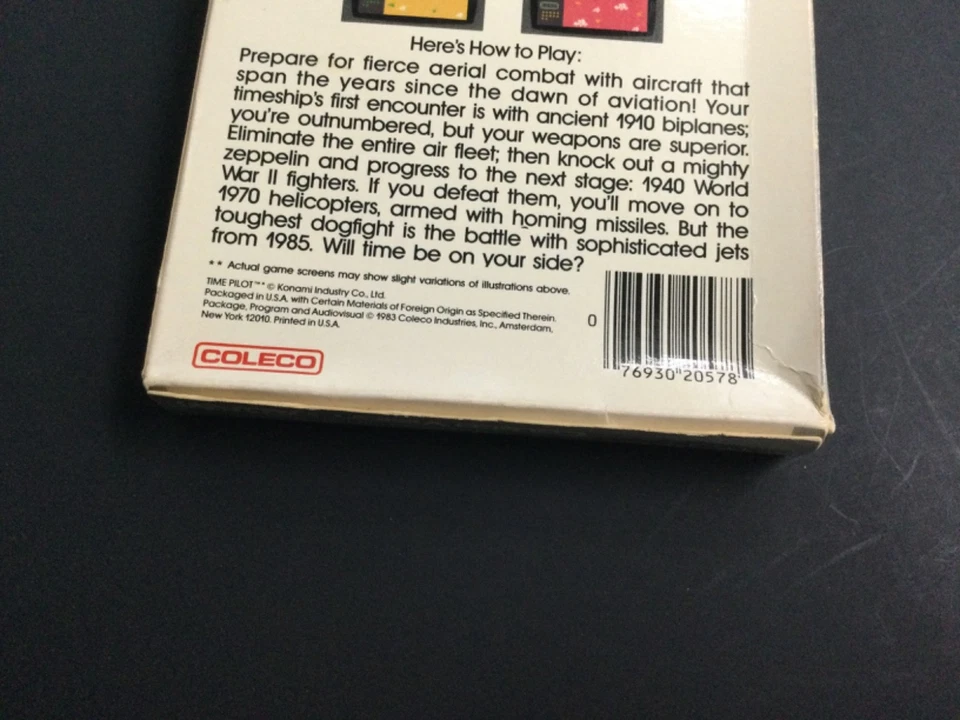 Here's How to Play:
Prepare for fierce aerial combat with aircraft that
span the years since the dawn of aviation! Your
timeship's first encounter is with ancient 1910 biplanes;
you're outnumbered, but your weapons are superior.
Eliminate the entire air fleet; then knock out a mighty
zeppelin and progress to the next stage: 1940 World
War II fighters. If you defeat them, you'll move on to
1970 helicopters, armed with homing missiles. But the
toughest dogfight is the battle with sophisticated jets
from 1985. Will time be on your side?
** Actual game screens may show slight variations of illustrations above.
TIME PILOT™* © Konami Industry Co., Ltd.
Packaged in U.S.A. with Certain Materials of Foreign Origin as Specified Therein.
Package, Program and Audiovisual © 1983 Coleco Industries, Inc., Amsterdam,
New York 12010. Printed in U.S.A.
COLECO
0 76930 20578